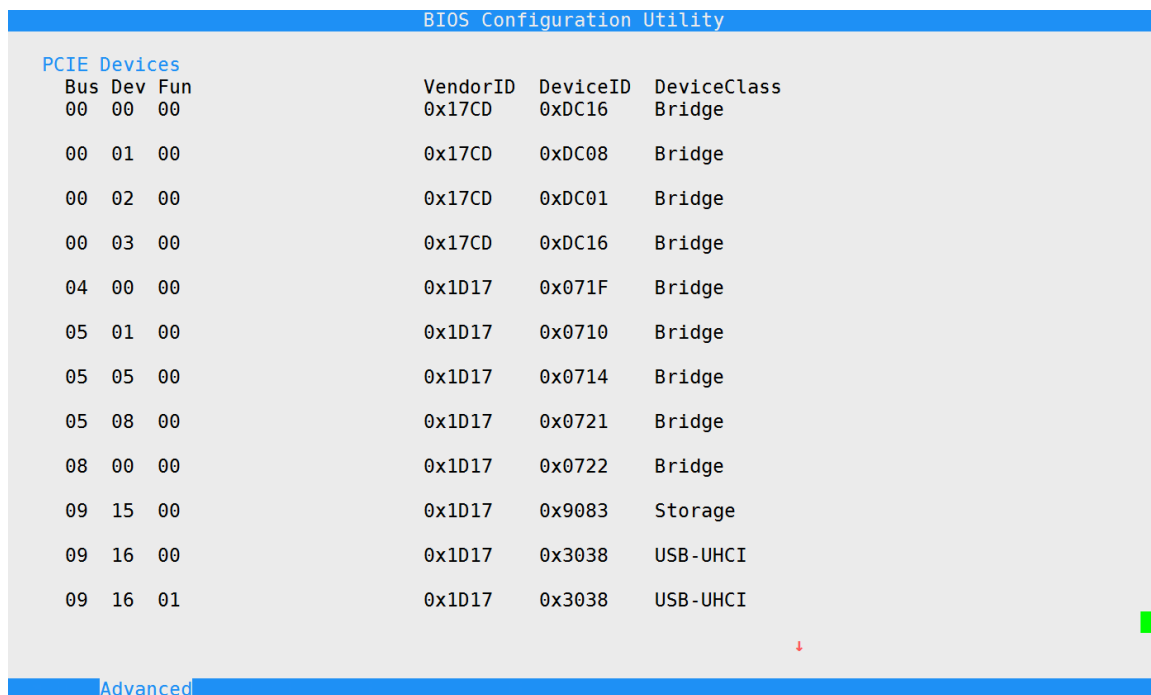 BIOS Configuration Utility
PCIE Devices
Bus Dev Fun VendorID DeviceID DeviceClass
00 00 00 0x17CD 0xDC16 Bridge
00 01 00 0x17CD 0xDC08 Bridge
00 02 00 0x17CD 0xDC01 Bridge
00 03 00 0x17CD 0xDC16 Bridge
04 00 00 0x1D17 0x071F Bridge
05 01 00 0x1D17 0x0710 Bridge
05 05 00 0x1D17 0x0714 Bridge
05 08 00 0x1D17 0x0721 Bridge
08 00 00 0x1D17 0x0722 Bridge
09 15 00 0x1D17 0x9083 Storage
09 16 00 0x1D17 0x3038 USB-UHCI
09 16 01 0x1D17 0x3038 USB-UHCI
↓
Advanced